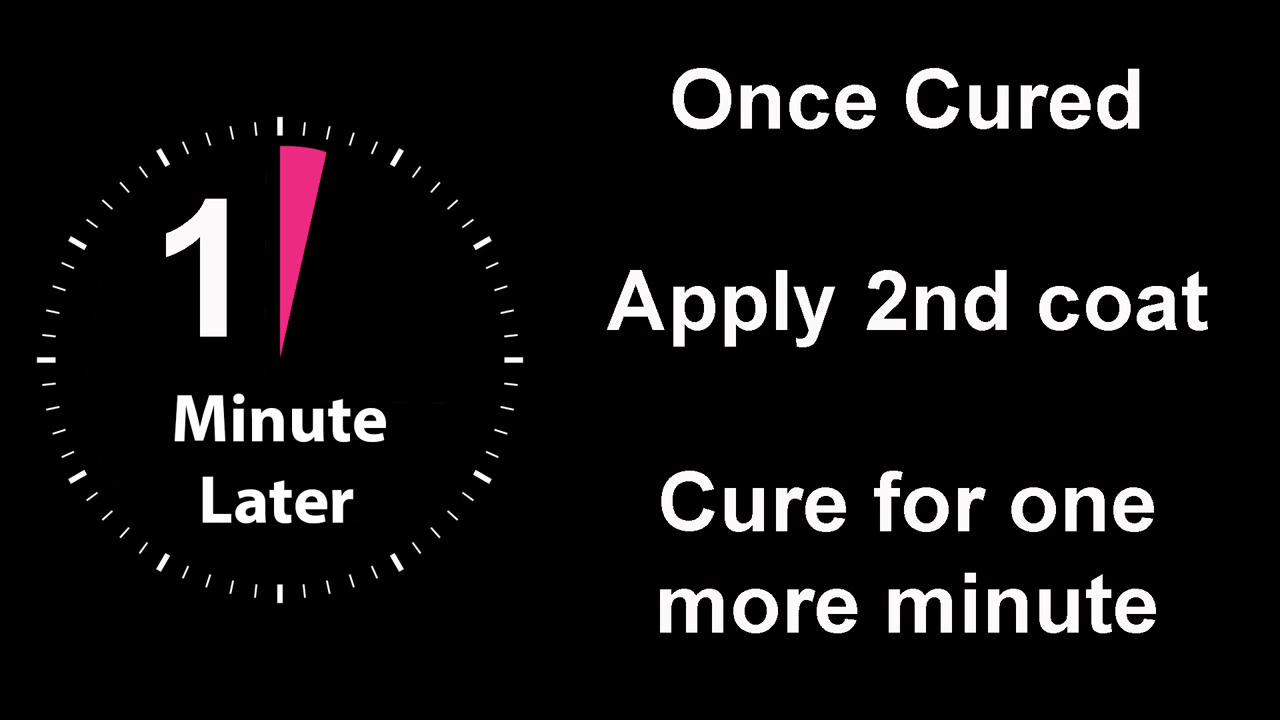 1
Minute
Later
Once Cured
Apply 2nd coat
Cure for one
more minute